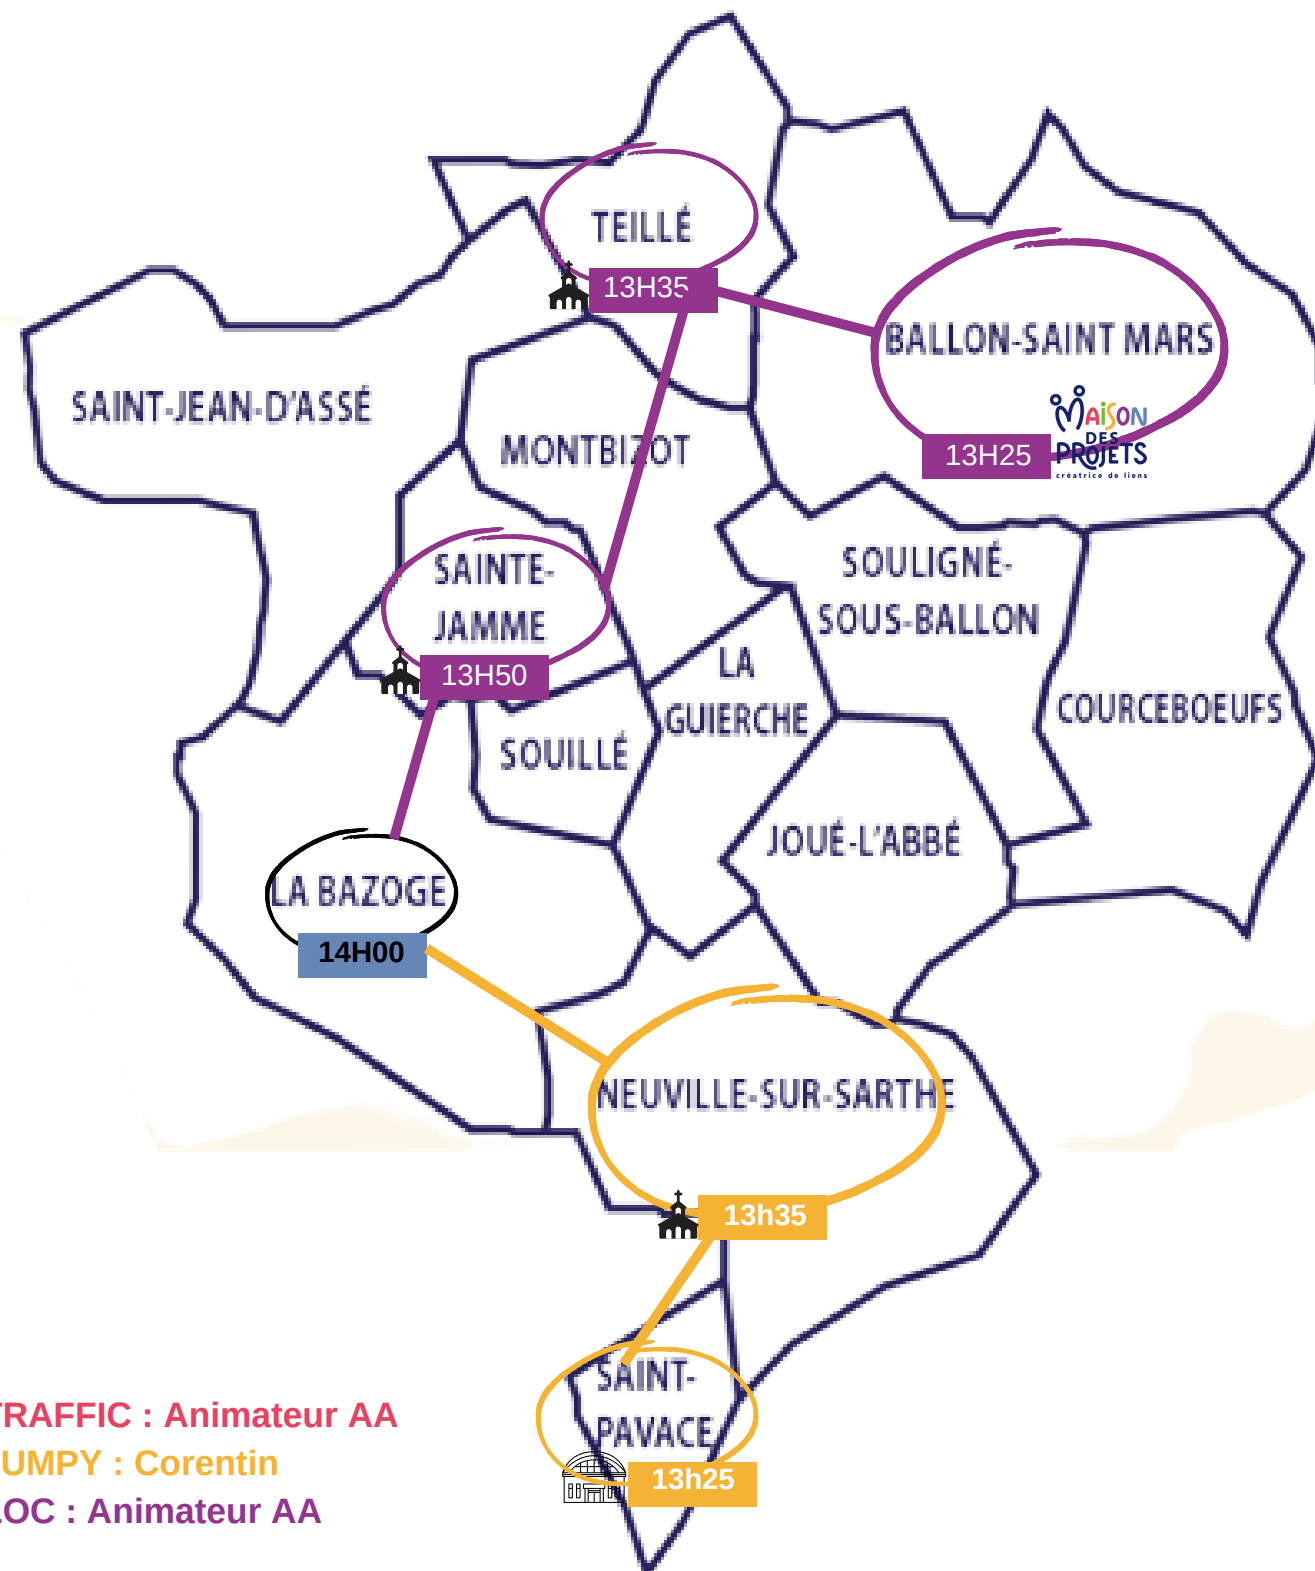 TEILLÉ
13H35
BALLON-SAINT MARS
MAISON
DES
PROJETS
créatrice de liens
13H25
SAINT-JEAN-D'ASSÉ
MONTBIZOT
SAINTE-
JAMME
13H50
SOULIGNÉ-
SOUS-BALLON
LA
GUIERCHE
COURCEBOEUFS
SOUILLÉ
JOUÉ-L'ABBÉ
LA BAZOGE
14H00
NEUVILLE-SUR-SARTHE
13h35
SAINT-
PAVACE
13h25
TRAFFIC : Animateur AA
UMPY : Corentin
LOC : Animateur AA